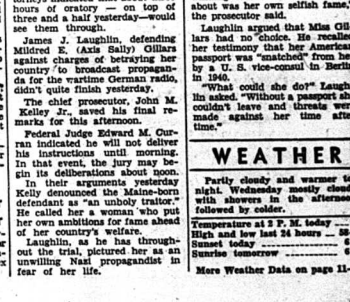 hours of oratory — on top of
three and a half yesterday—would
see them through.
James J. Laughlin, defending
Mildred E. (Axis Sally) Gillars
against charges of betraying her
country to broadcast propagan-
da for the wartime German radio,
didn't quite finish yesterday.
The chief prosecutor, John M.
Kelley Jr., saved his final re-
marks for this afternoon.
Federal Judge Edward M. Cur-
ran indicated he will not deliver
his instructions until morning.
In that event, the jury may be-
gin its deliberations about noon.
In their arguments yesterday
Kelly denounced the Maine-born
defendant as "an unholy traitor."
He called her a woman who put
her own ambitions for fame ahead
of her country's welfare.
Laughlin, as he has through-
out the trial, pictured her as an
unwilling Nazi propagandist in
fear of her life.
about was her own selfish fame,
the prosecutor said.
Laughlin argued that Miss Gil-
lars had no choice. He recalled
her testimony that her American
passport was "snatched" from her
by a U. S. vice-consul in Berlin
in 1940.
"What could she do?" Laugh-
lin asked. "Without a passport sh
couldn't leave and threats wer
made against her time afte
time."
WEATHER
Partly cloudy and warmer to
night. Wednesday mostly cloud
with showers in the afternoo
followed by colder.
Temperature at 2 P. M. today
High and low last 24 hours 58-
Sunset today 6
Sunrise tomorrow 6
More Weather Data on page 11-